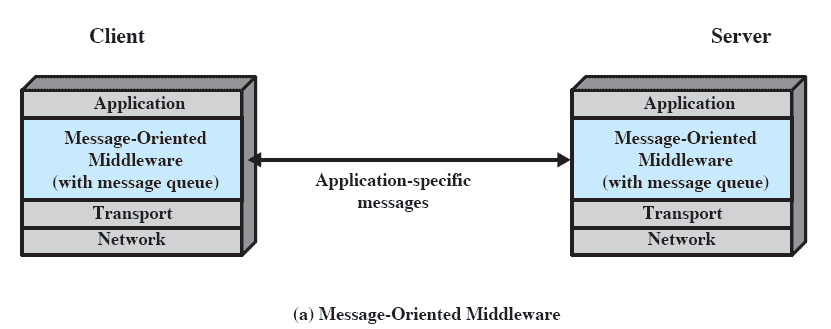 Client
Server
Application
Message-Oriented
Middleware
(with message queue)
Transport
Network
Application-specific
messages
Application
Message-Oriented
Middleware
(with message queue)
Transport
Network
(a) Message-Oriented Middleware